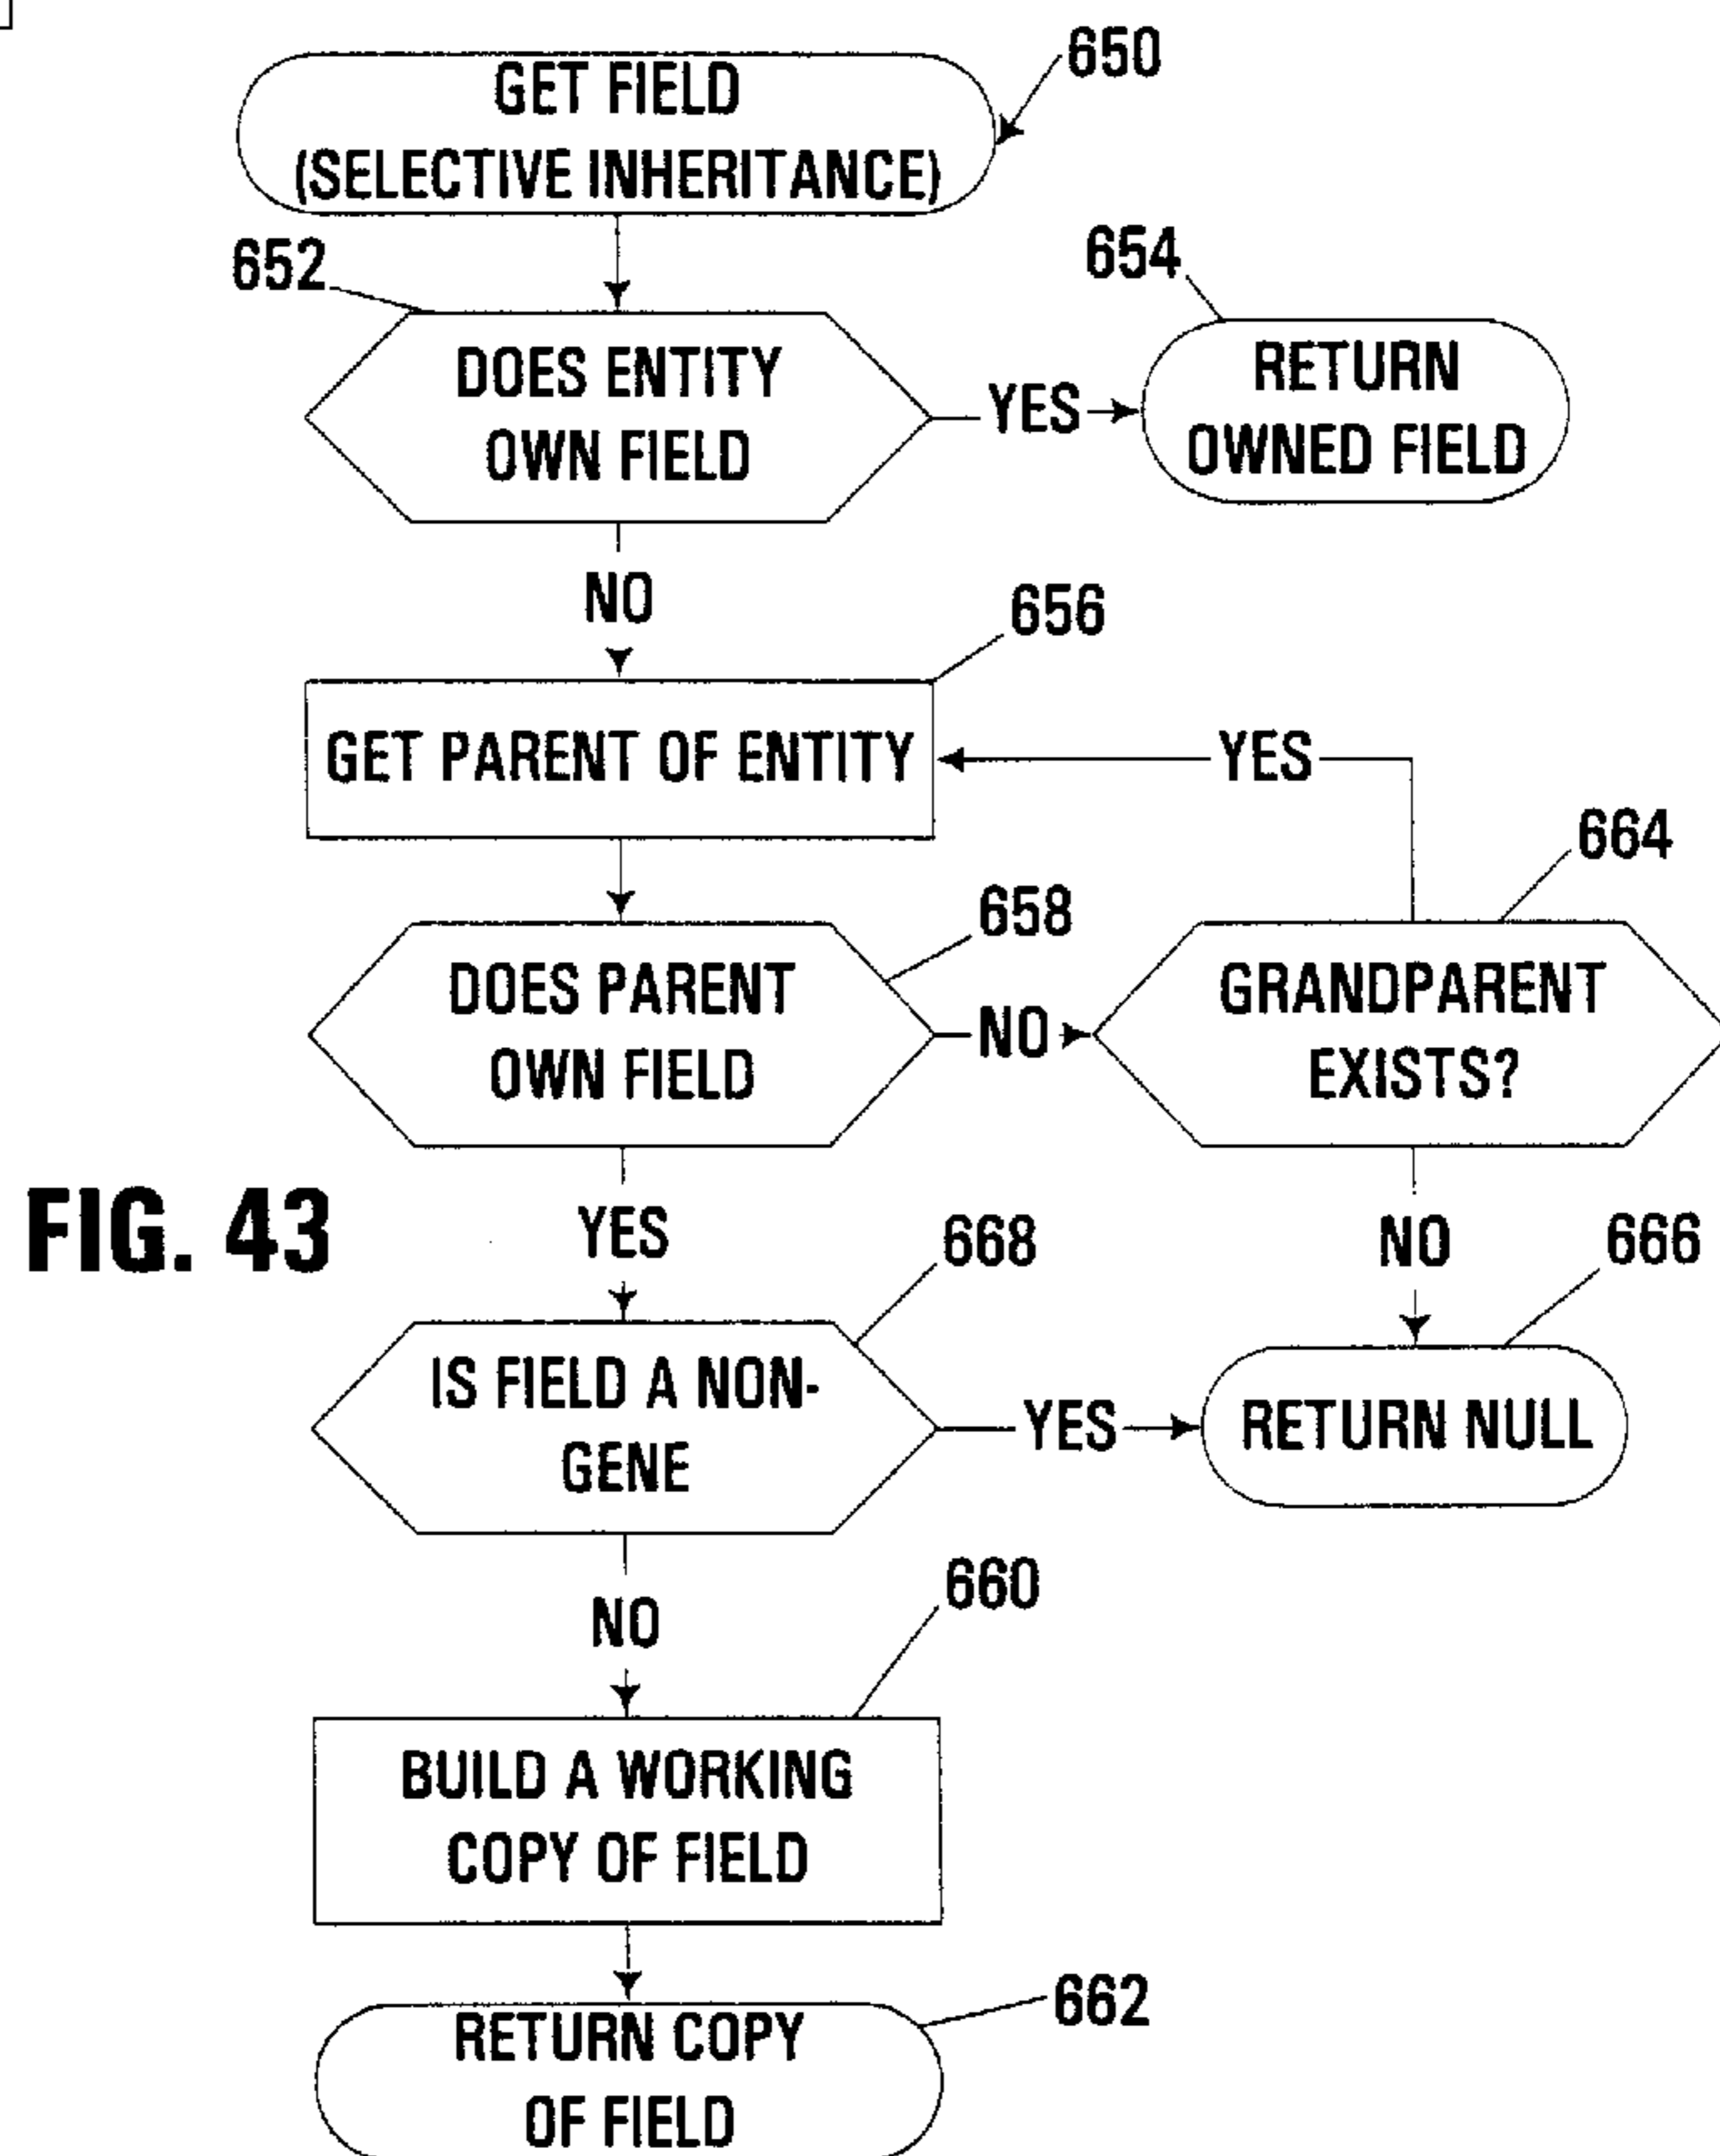 650
GET FIELD
(SELECTIVE INHERITANCE)
652
654
DOES ENTITY
OWN FIELD
YES
RETURN
OWNED FIELD
NO
656
GET PARENT OF ENTITY
YES
664
658
DOES PARENT
OWN FIELD
NO
GRANDPARENT
EXISTS?
FIG. 43
YES
668
NO
666
IS FIELD A NON-
GENE
YES
RETURN NULL
NO
660
BUILD A WORKING
COPY OF FIELD
662
RETURN COPY
OF FIELD